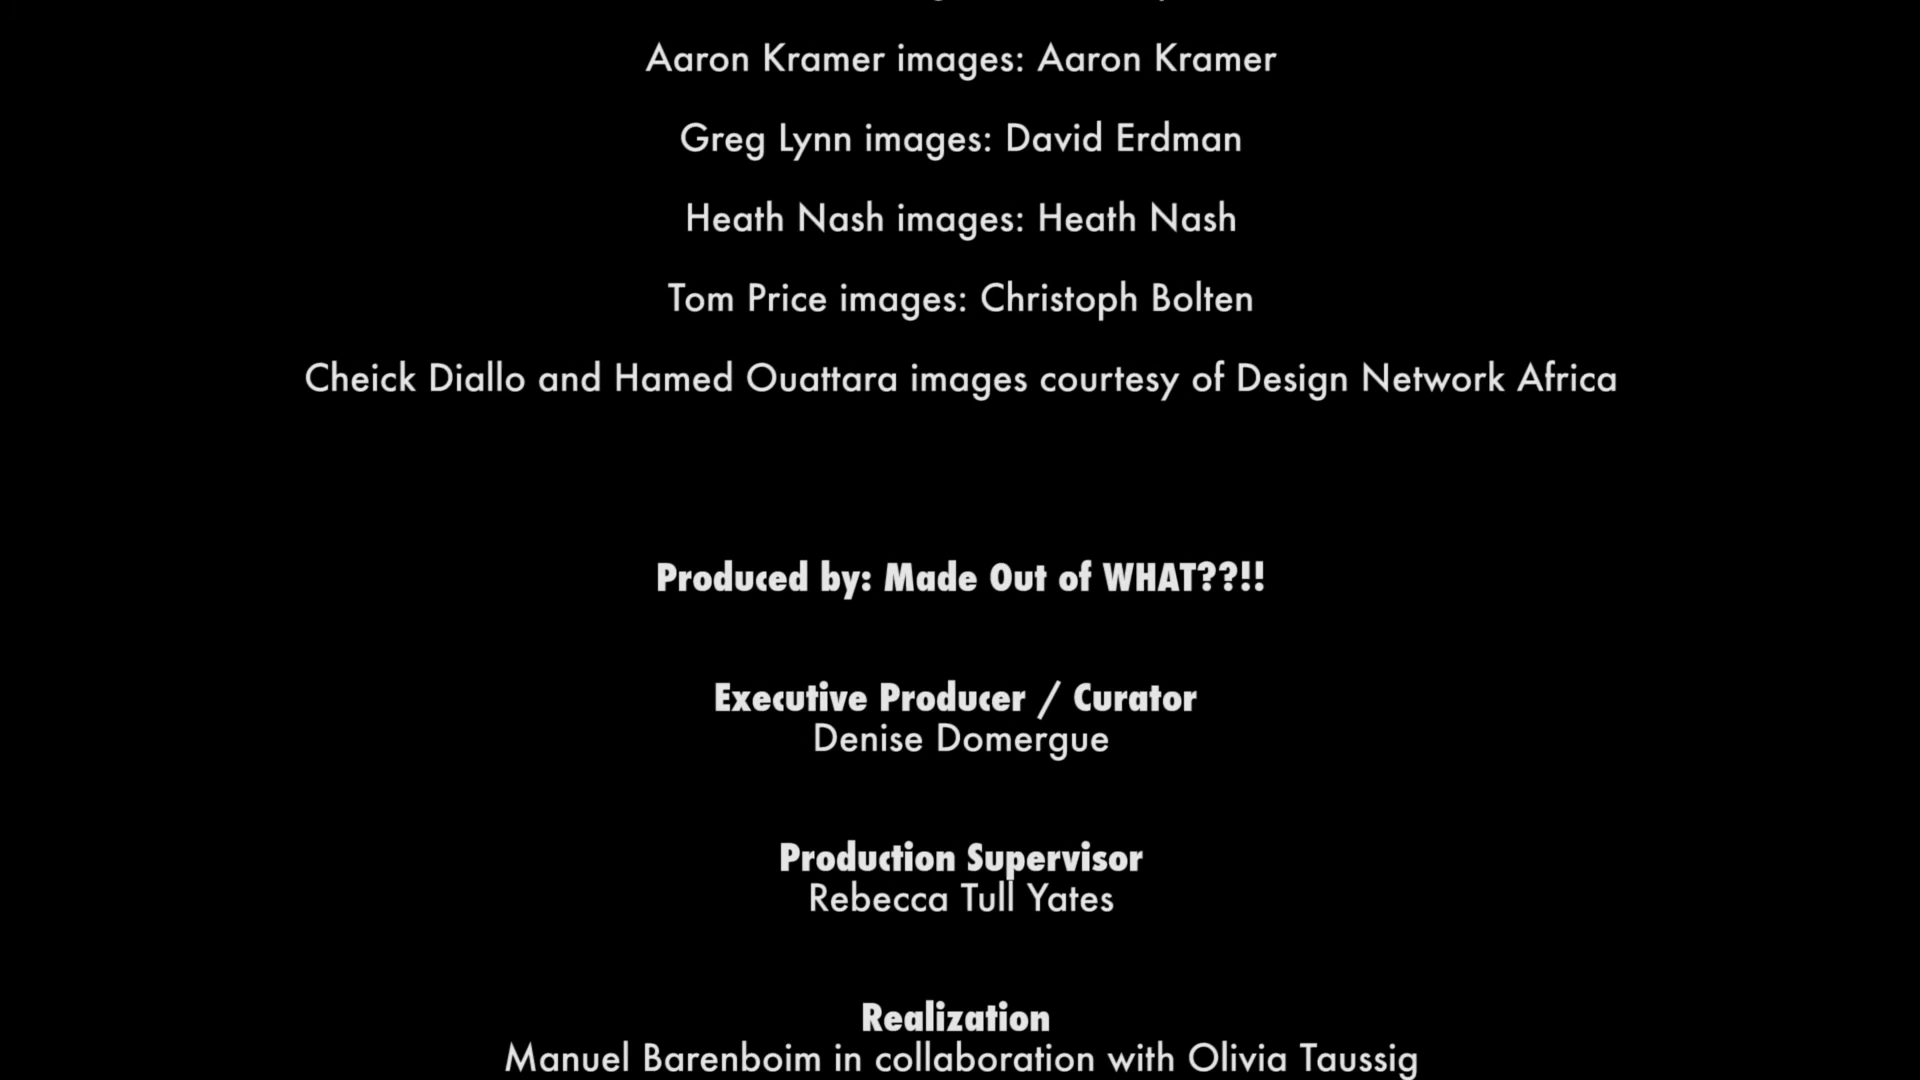 Aaron Kramer images: Aaron Kramer
Greg Lynn images: David Erdman
Heath Nash images: Heath Nash
Tom Price images: Christoph Bolten
Cheick Diallo and Hamed Ouattara images courtesy of Design Network Africa
Produced by: Made Out of WHAT??!!
Executive Producer / Curator
Denise Domergue
Production Supervisor
Rebecca Tull Yates
Realization
Manuel Barenboim in collaboration with Olivia Taussig